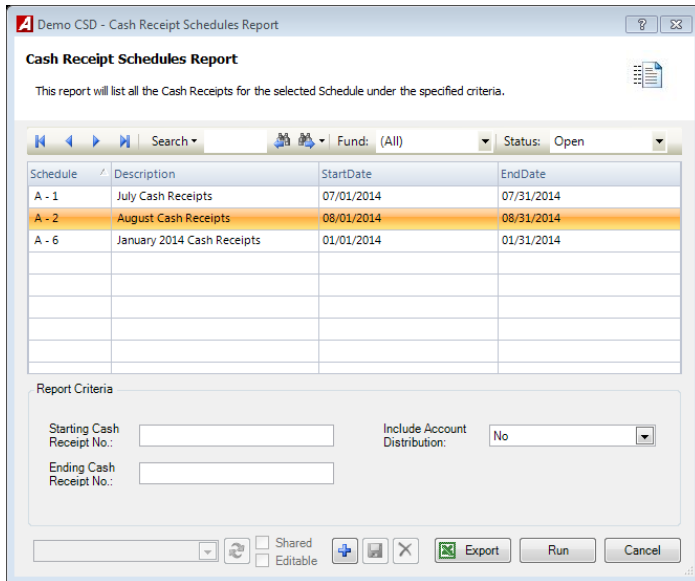 Demo CSD - Cash Receipt Schedules Report
Cash Receipt Schedules Report
This report will list all the Cash Receipts for the selected Schedule under the specified criteria.
Search Fund: (All) Status: Open
Schedule Description StartDate EndDate
A - 1 July Cash Receipts 07/01/2014 07/31/2014
A - 2 August Cash Receipts 08/01/2014 08/31/2014
A - 6 January 2014 Cash Receipts 01/01/2014 01/31/2014
Report Criteria
Starting Cash
Receipt No.:
Include Account
Distribution: No
Ending Cash
Receipt No.:
Shared
Editable
Export Run Cancel